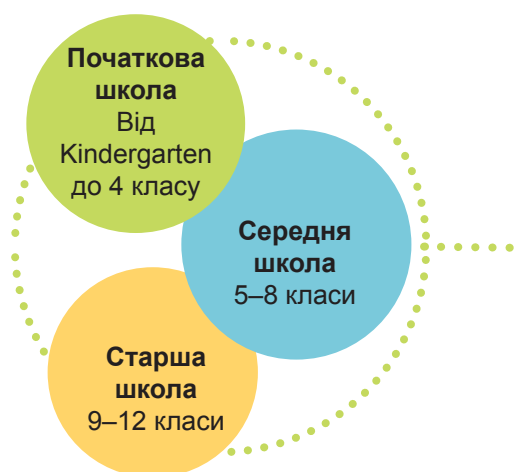 Початкова
школа
Від
Kindergarten
до 4 класу
Середня
школа
5–8 класи
Старша
школа
9–12 класи